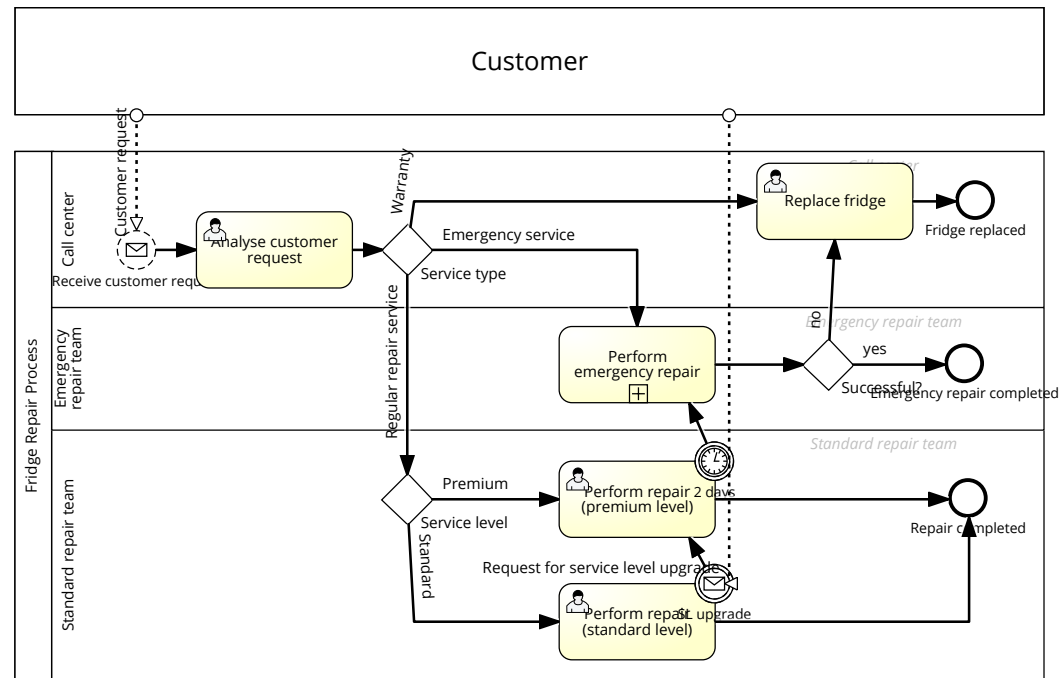 Customer
Customer request
Fridge Repair Process
Call center
Call center
Receive customer requ
Analyse customer
request
Warranty
Emergency service
Service type
Regular repair service
Replace fridge
Fridge replaced
Emergency
repair team
Emergency repair team
Perform
emergency repair
no
yes
Successful?
Emergency repair completed
Standard repair team
Standard repair team
Premium
Service level
Standard
Perform repair
(premium level)
2 days
Repair completed
Request for service level upgrade
Perform repair
(standard level)
SL upgrade